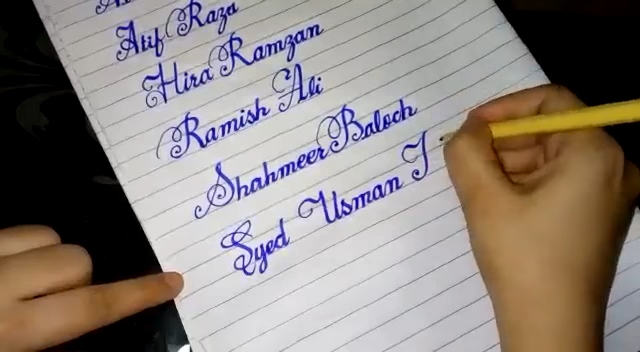 Atif Raza
Hira Ramzan
Ramish Ali
Shahmeer Baloch
Syed Usman T